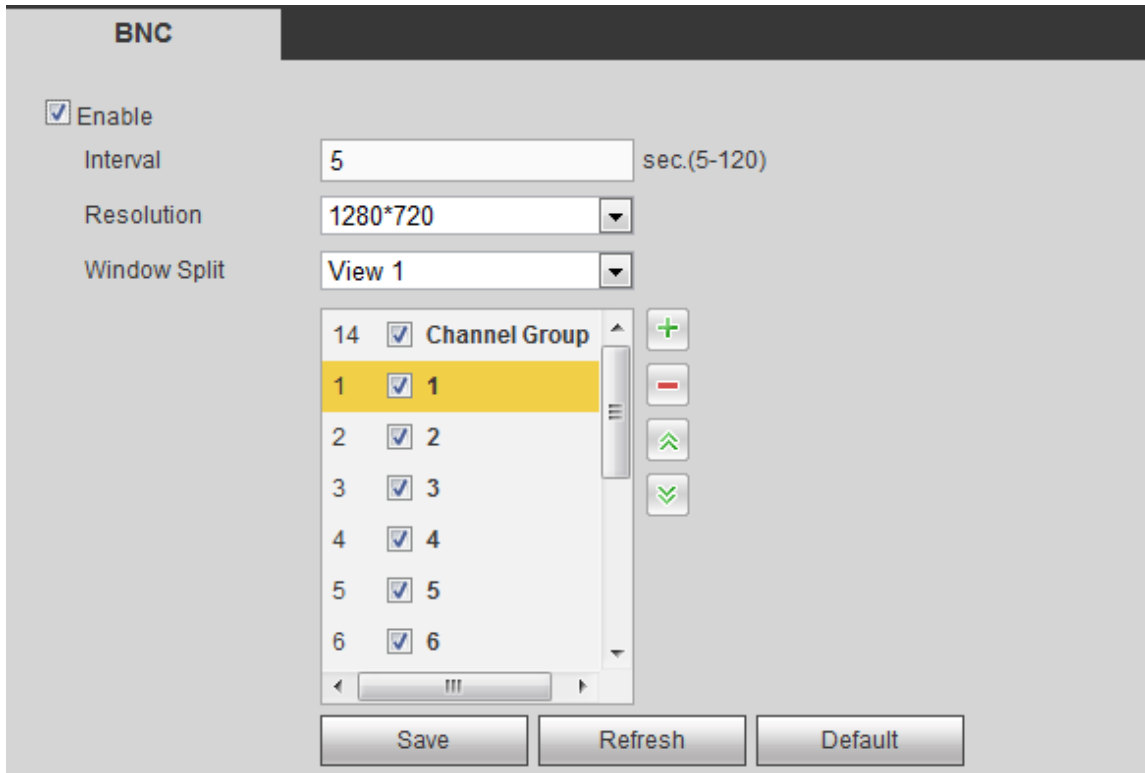 BNC
Enable
Interval 5 sec.(5-120)
Resolution 1280*720
Window Split View 1
14 Channel Group
1 1
2 2
3 3
4 4
5 5
6 6
Save Refresh Default